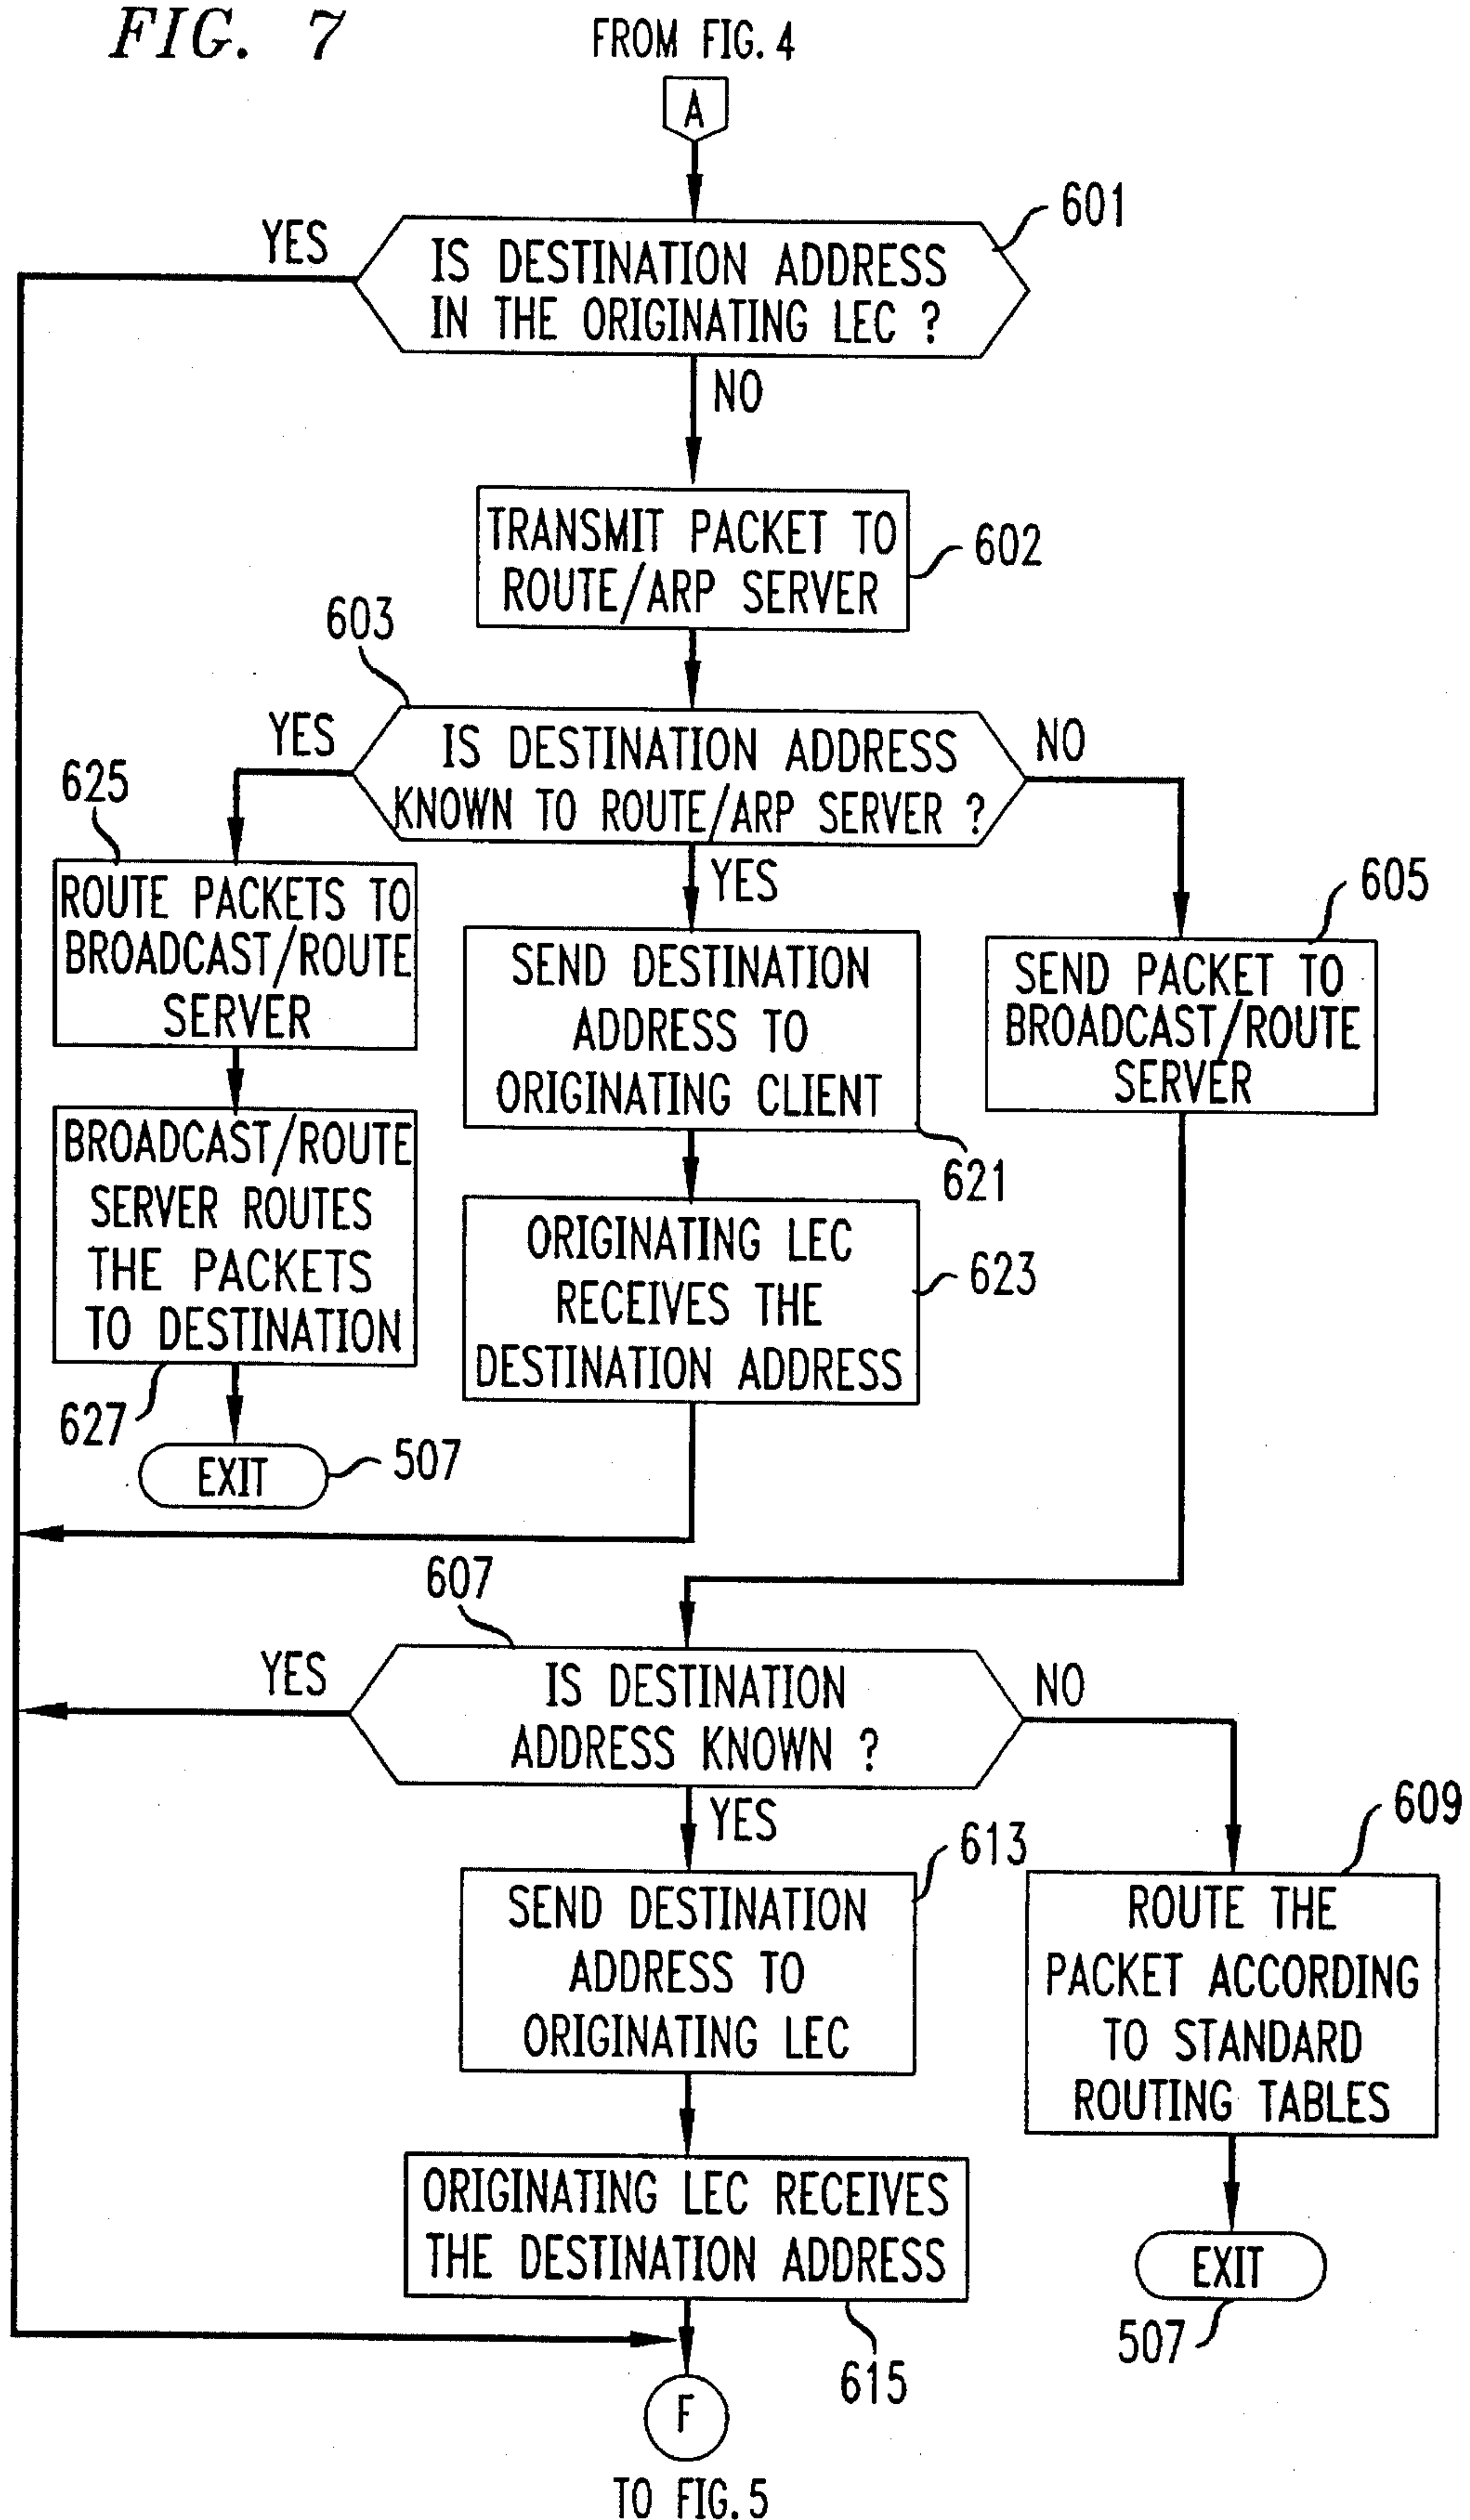 FIG. 7
FROM FIG. 4
A
601
YES
IS DESTINATION ADDRESS
IN THE ORIGINATING LEC ?
NO
TRANSMIT PACKET TO
ROUTE/ARP SERVER
602
603
YES
IS DESTINATION ADDRESS
KNOWN TO ROUTE/ARP SERVER ?
NO
625
YES
605
ROUTE PACKETS TO
BROADCAST/ROUTE
SERVER
SEND DESTINATION
ADDRESS TO
ORIGINATING CLIENT
621
SEND PACKET TO
BROADCAST/ROUTE
SERVER
BROADCAST/ROUTE
SERVER ROUTES
THE PACKETS
TO DESTINATION
627
ORIGINATING LEC
RECEIVES THE
DESTINATION ADDRESS
623
EXIT
507
607
YES
IS DESTINATION
ADDRESS KNOWN ?
NO
YES
613
609
SEND DESTINATION
ADDRESS TO
ORIGINATING LEC
ROUTE THE
PACKET ACCORDING
TO STANDARD
ROUTING TABLES
ORIGINATING LEC RECEIVES
THE DESTINATION ADDRESS
615
EXIT
507
F
TO FIG. 5